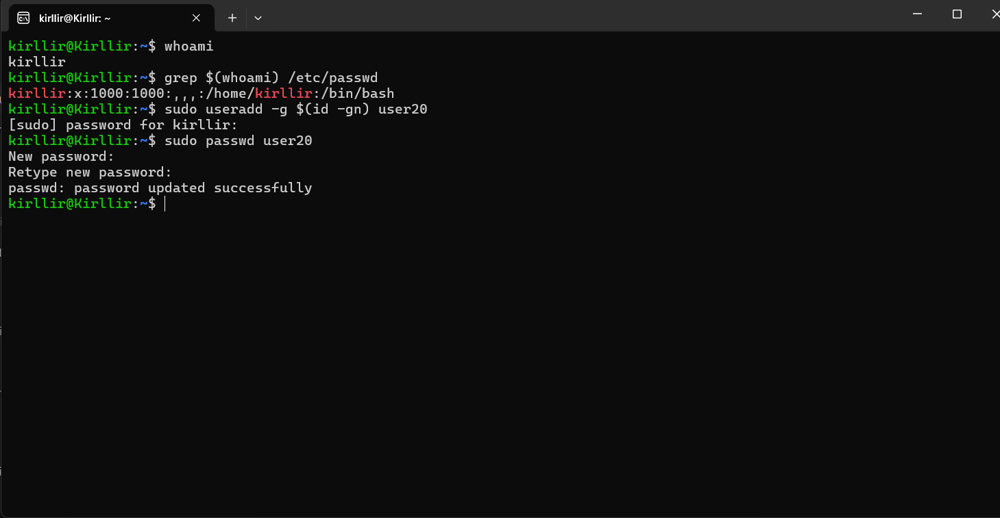 kirllir@Kirllir: ~
kirllir@Kirllir:~$ whoami
kirllir
kirllir@Kirllir:~$ grep $(whoami) /etc/passwd
kirllir:x:1000:1000:,,,:/home/kirllir:/bin/bash
kirllir@Kirllir:~$ sudo useradd -g $(id -gn) user20
[sudo] password for kirllir:
kirllir@Kirllir:~$ sudo passwd user20
New password:
Retype new password:
passwd: password updated successfully
kirllir@Kirllir:~$